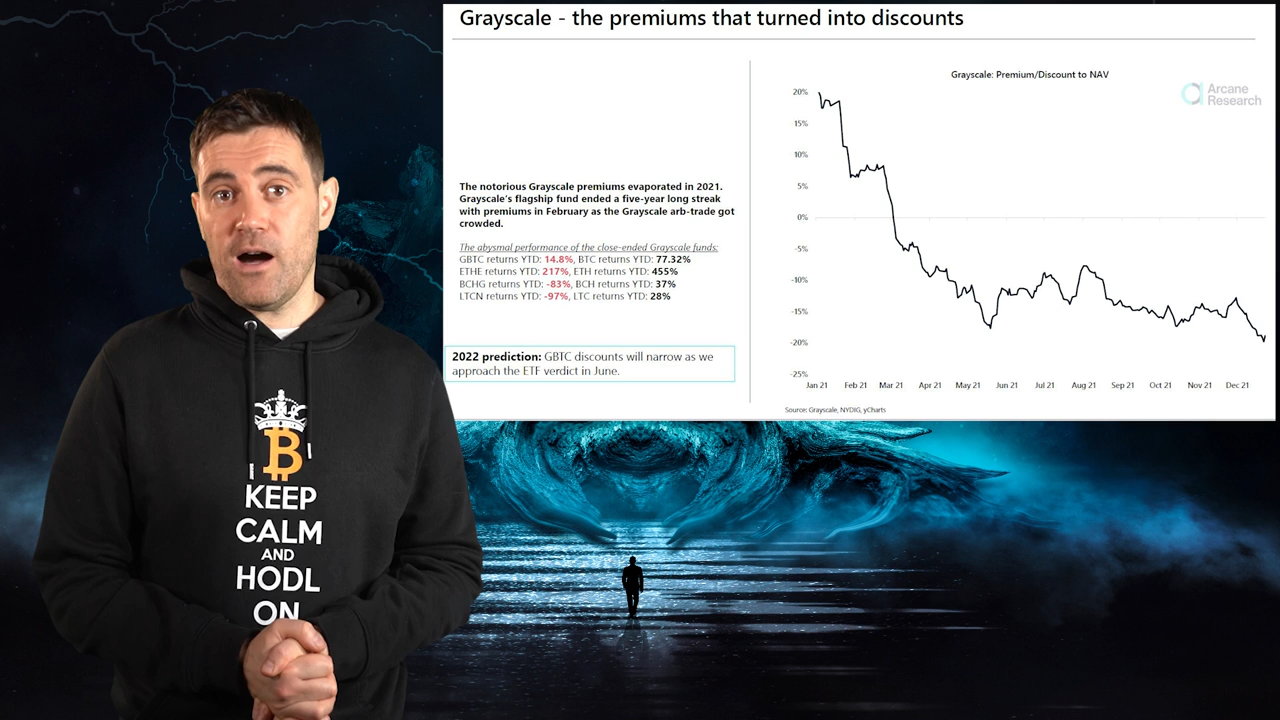 Grayscale - the premiums that turned into discounts
The notorious Grayscale premiums evaporated in 2021.
Grayscale's flagship fund ended a five-year long streak
with premiums in February as the Grayscale arb-trade got
crowded.
The abysmal performance of the close-ended Grayscale funds:
GBTC returns YTD: 14.8%, BTC returns YTD: 77.32%
ETHE returns YTD: 217%, ETH returns YTD: 455%
BCHG returns YTD: -83%, BCH returns YTD: 37%
LTCN returns YTD: -97%, LTC returns YTD: 28%
2022 prediction: GBTC discounts will narrow as we
approach the ETF verdict in June.
Grayscale: Premium/Discount to NAV
Arcane
Research
20%
15%
10%
5%
0%
-5%
-10%
-15%
-20%
-25%
Jan 21 Feb 21 Mar 21 Apr 21 May 21 Jun 21 Jul 21 Aug 21 Sep 21 Oct 21 Nov 21 Dec 21
Source: Grayscale, NYDIG, yCharts
KEEP
CALM
AND
HODL
ON